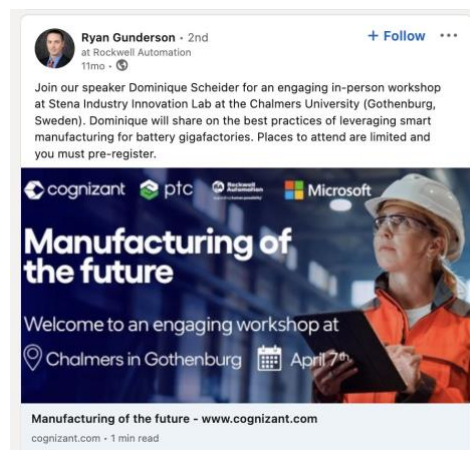 Ryan Gunderson • 2nd
+ Follow
at Rockwell Automation
11mo •
Join our speaker Dominique Scheider for an engaging in-person workshop
at Stena Industry Innovation Lab at the Chalmers University (Gothenburg,
Sweden). Dominique will share on the best practices of leveraging smart
manufacturing for battery gigafactories. Places to attend are limited and
you must pre-register.
cognizant
ptc
Rockwell
Automation
Microsoft
Manufacturing of
the future
Welcome to an engaging workshop at
Chalmers in Gothenburg
April 7th
Manufacturing of the future - www.cognizant.com
cognizant.com • 1 min read